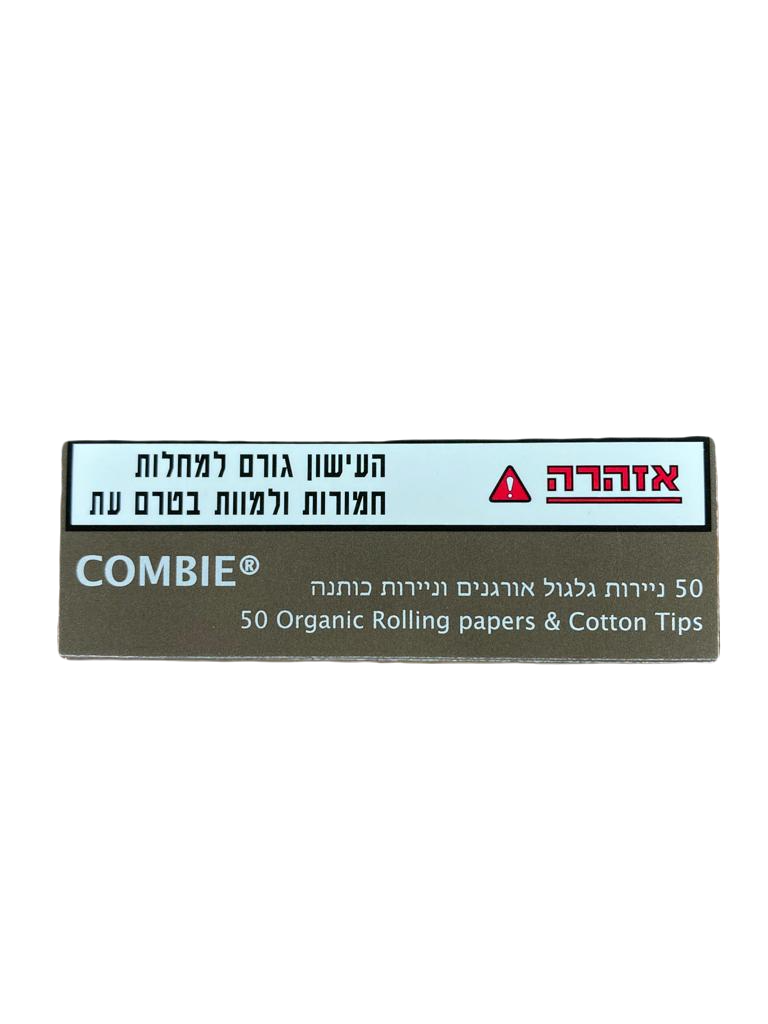 אזהרה
העישון גורם למחלות
חמורות ולמוות בטרם עת
COMBIE®
50 ניירות גלגול אורגנים וניירות כותנה
50 Organic Rolling papers & Cotton Tips